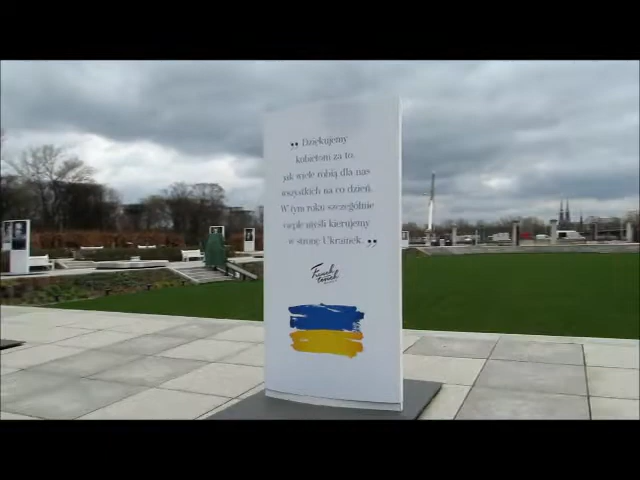 „Dziękujemy
kobietom za to,
jak wiele robią dla nas
wszystkich na co dzień.
W tym roku szczególnie
ciepłe myśli kierujemy
w stronę Ukrainek.”